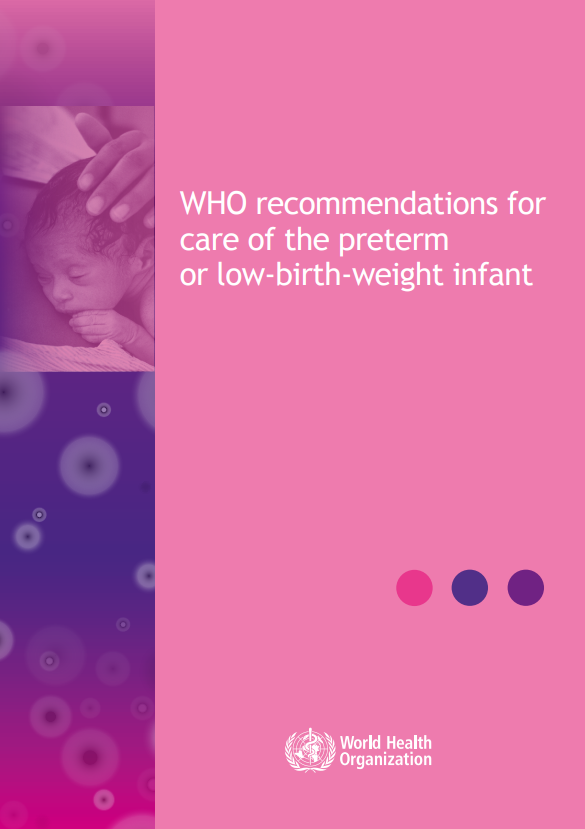 WHO recommendations for
care of the preterm
or low-birth-weight infant
World Health
Organization